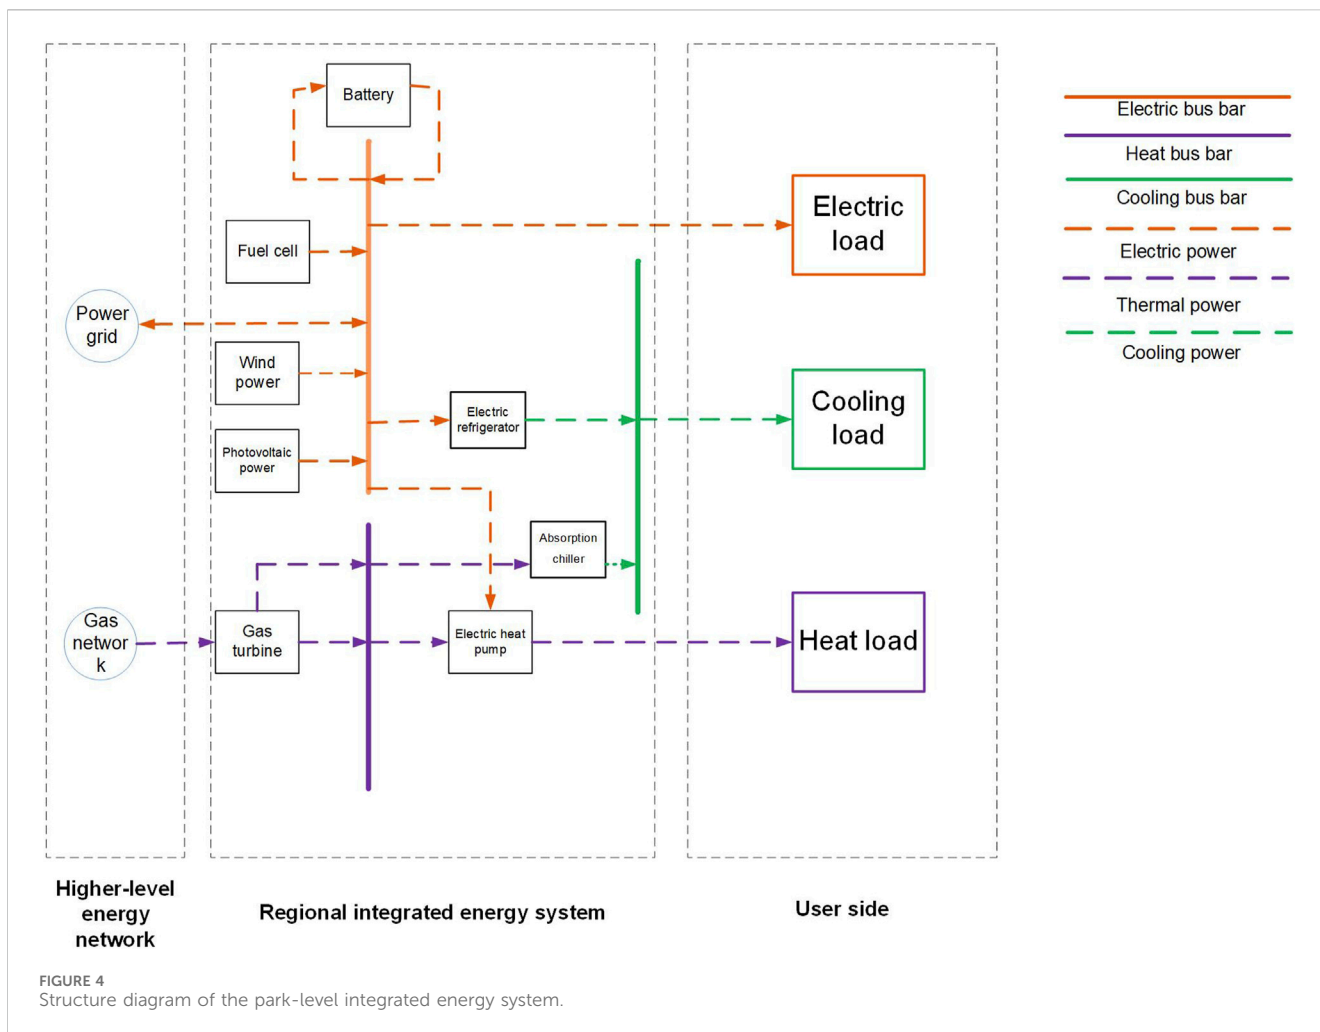 Battery
Fuel cell
Power
grid
Wind
power
Photovoltaic
power
Electric
refrigerator
Absorption
chiller
Gas
networ
k
Gas
turbine
Electric heat
pump
Electric
load
Cooling
load
Heat load
Electric bus bar
Heat bus bar
Cooling bus bar
Electric power
Thermal power
Cooling power
Higher-level
energy
network
Regional integrated energy system
User side
FIGURE 4
Structure diagram of the park-level integrated energy system.